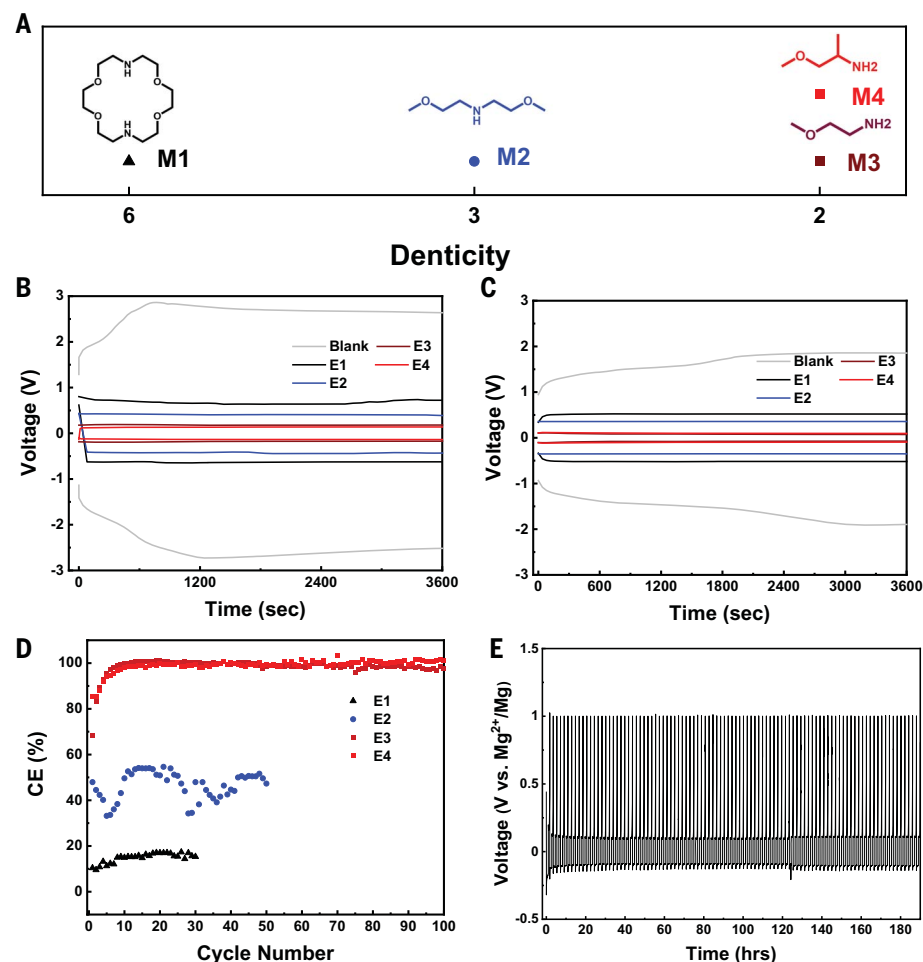 A
H
N
O
O
O
O
N
H
M1
O
O
N
H
M2
O
NH2
M4
O
NH2
M3
6
3
2
Denticity
B
3
2
1
0
-1
-2
-3
Voltage (V)
Blank
E3
E1
E4
E2
0
1200
2400
3600
Time (sec)
C
3
2
1
0
-1
-2
-3
Voltage (V)
Blank
E3
E1
E4
E2
0
600
1200
1800
2400
3000
3600
Time (sec)
D
100
80
60
40
20
0
CE (%)
E1
E2
E3
E4
0
10
20
30
40
50
60
70
80
90
100
Cycle Number
E
1.5
1
0.5
0
-0.5
Voltage (V vs. Mg2+/Mg)
0
20
40
60
80
100
120
140
160
180
Time (hrs)